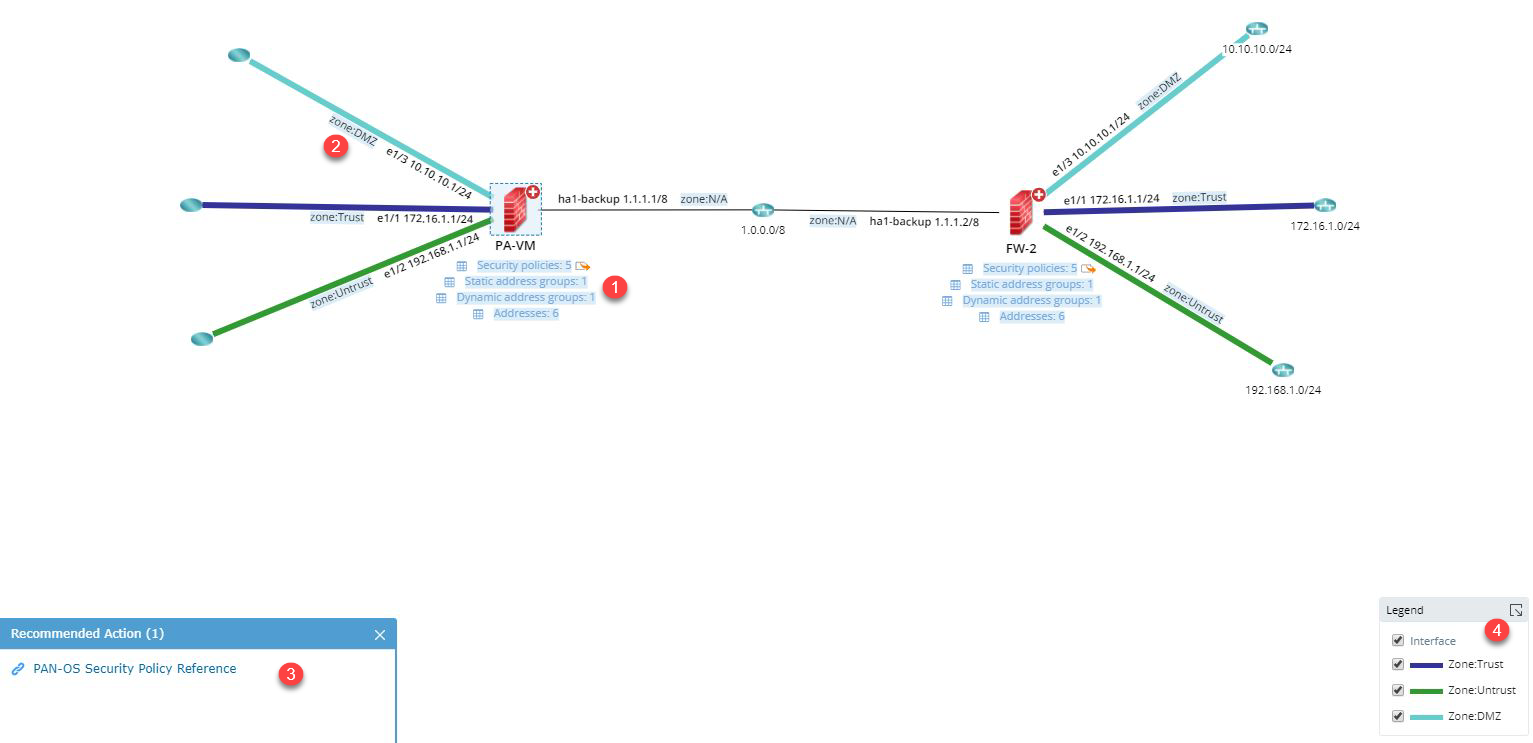 10.10.10.0/24
zone:DMZ
2
e1/3 10.10.10.1/24
zone:DMZ
e1/3 10.10.10.1/24
zone:Trust
e1/1 172.16.1.1/24
ha1-backup 1.1.1.1/8
zone:N/A
1.0.0.0/8
zone:N/A
ha1-backup 1.1.1.2/8
e1/1 172.16.1.1/24
zone:Trust
172.16.1.0/24
PA-VM
FW-2
zone:Untrust
e1/2 192.168.1.1/24
e1/2 192.168.1.1/24
zone:Untrust
192.168.1.0/24
Security policies: 5
Static address groups: 1
Dynamic address groups: 1
Addresses: 6
1
Security policies: 5
Static address groups: 1
Dynamic address groups: 1
Addresses: 6
Recommended Action (1)
PAN-OS Security Policy Reference
3
Legend
4
Interface
Zone:Trust
Zone:Untrust
Zone:DMZ